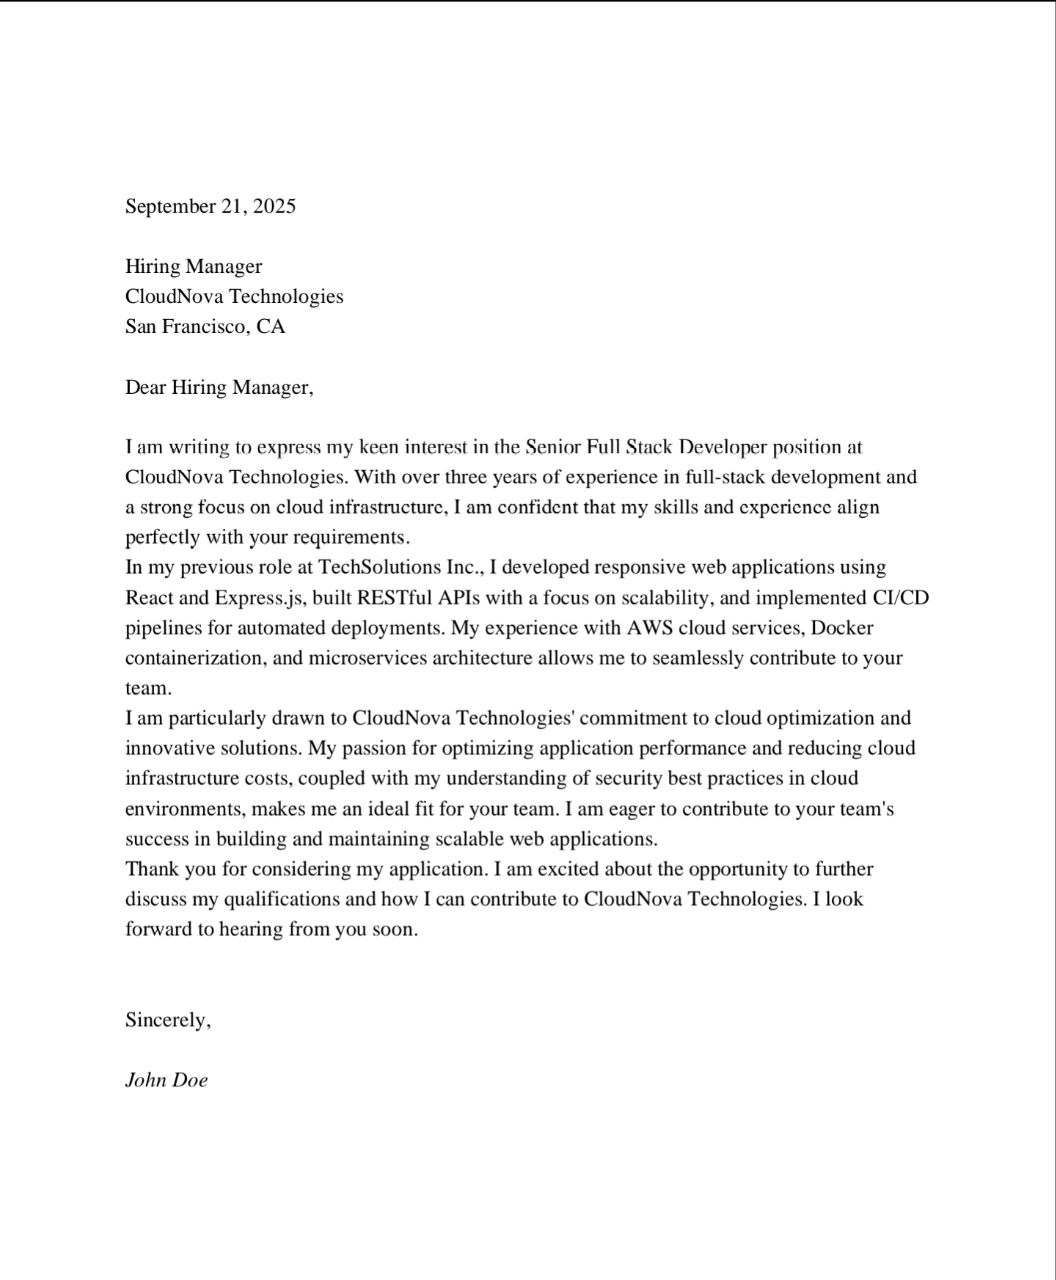 September 21, 2025
Hiring Manager
CloudNova Technologies
San Francisco, CA
Dear Hiring Manager,
I am writing to express my keen interest in the Senior Full Stack Developer position at
CloudNova Technologies. With over three years of experience in full-stack development and
a strong focus on cloud infrastructure, I am confident that my skills and experience align
perfectly with your requirements.
In my previous role at TechSolutions Inc., I developed responsive web applications using
React and Express.js, built RESTful APIs with a focus on scalability, and implemented CI/CD
pipelines for automated deployments. My experience with AWS cloud services, Docker
containerization, and microservices architecture allows me to seamlessly contribute to your
team.
I am particularly drawn to CloudNova Technologies' commitment to cloud optimization and
innovative solutions. My passion for optimizing application performance and reducing cloud
infrastructure costs, coupled with my understanding of security best practices in cloud
environments, makes me an ideal fit for your team. I am eager to contribute to your team's
success in building and maintaining scalable web applications.
Thank you for considering my application. I am excited about the opportunity to further
discuss my qualifications and how I can contribute to CloudNova Technologies. I look
forward to hearing from you soon.
Sincerely,
John Doe